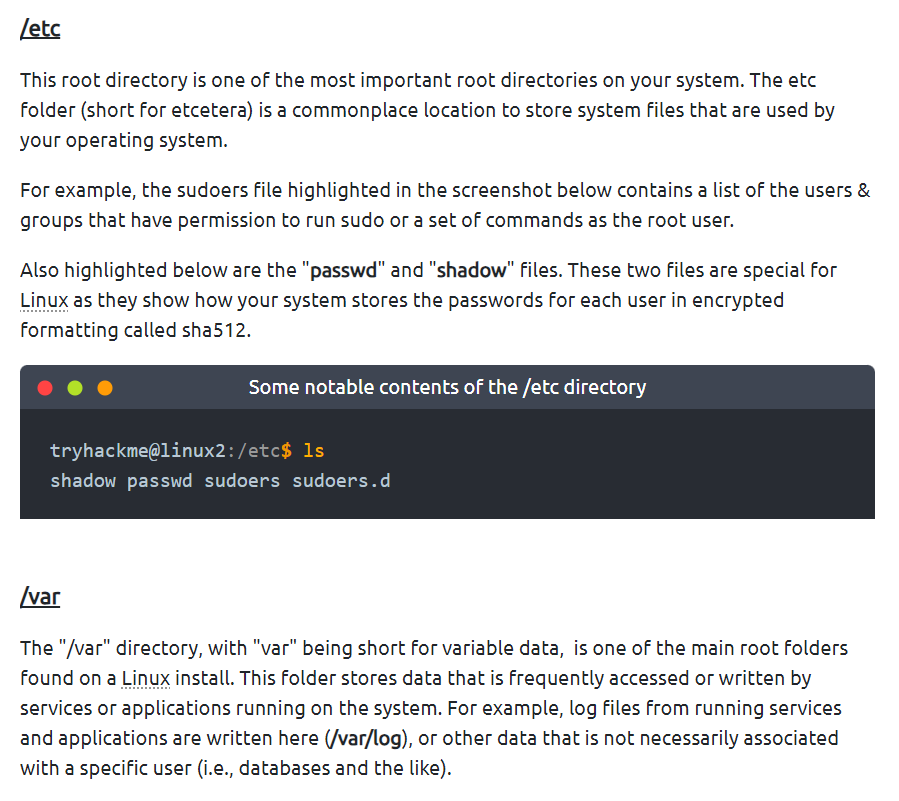 /etc
This root directory is one of the most important root directories on your system. The etc
folder (short for etcetera) is a commonplace location to store system files that are used by
your operating system.
For example, the sudoers file highlighted in the screenshot below contains a list of the users &
groups that have permission to run sudo or a set of commands as the root user.
Also highlighted below are the "passwd" and "shadow" files. These two files are special for
Linux as they show how your system stores the passwords for each user in encrypted
formatting called sha512.
Some notable contents of the /etc directory
tryhackme@linux2:/etc$ ls
shadow passwd sudoers sudoers.d
/var
The "/var" directory, with "var" being short for variable data,  is one of the main root folders
found on a Linux install. This folder stores data that is frequently accessed or written by
services or applications running on the system. For example, log files from running services
and applications are written here (/var/log), or other data that is not necessarily associated
with a specific user (i.e., databases and the like).